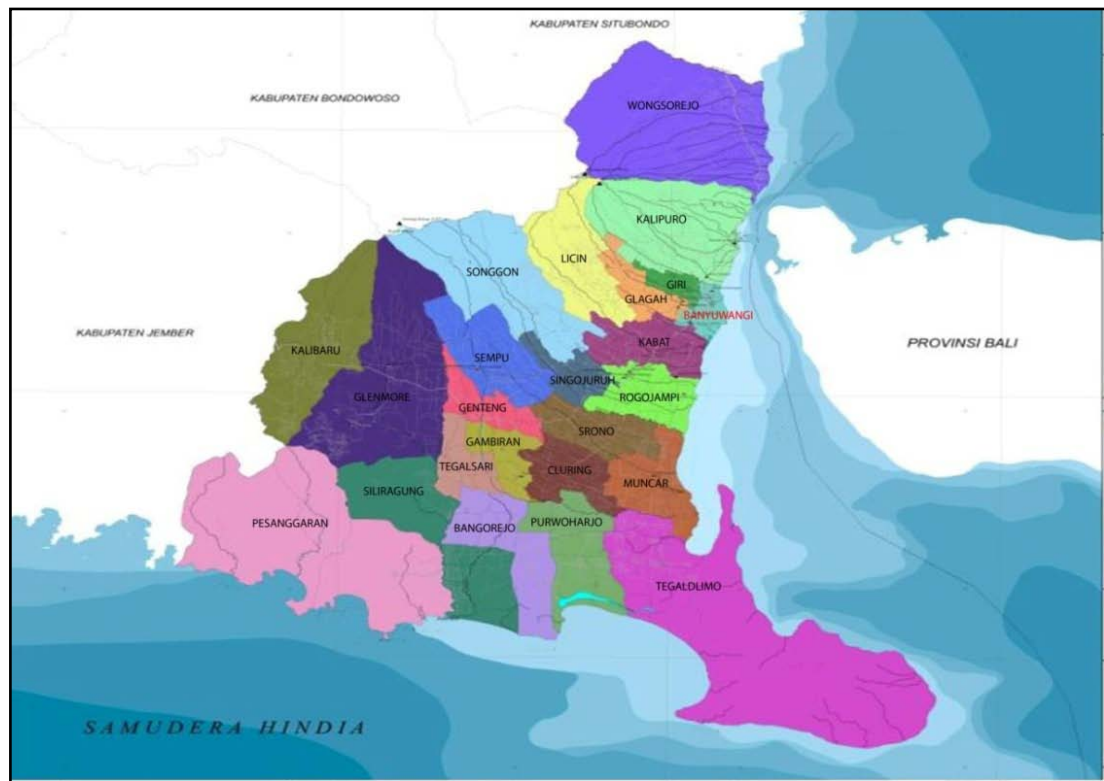 KABUPATEN SITUBONDO
KABUPATEN BONDOWOSO
WONGSOREJO
KALIPURO
LICIN
SONGGON
GIRI
GLAGAH
BANYUWANGI
KABUPATEN JEMBER
KABAT
PROVINSI BALI
KALIBARU
SEMPU
SINGOJURUH
GLENMORE
ROGOJAMPI
GENTENG
SRONO
GAMBIRAN
TEGALSARI
CLURING
MUNCAR
SILIRAGUNG
PESANGGARAN
BANGOREJO
PURWOHARJO
TEGALDLIMO
SAMUDERA HINDIA